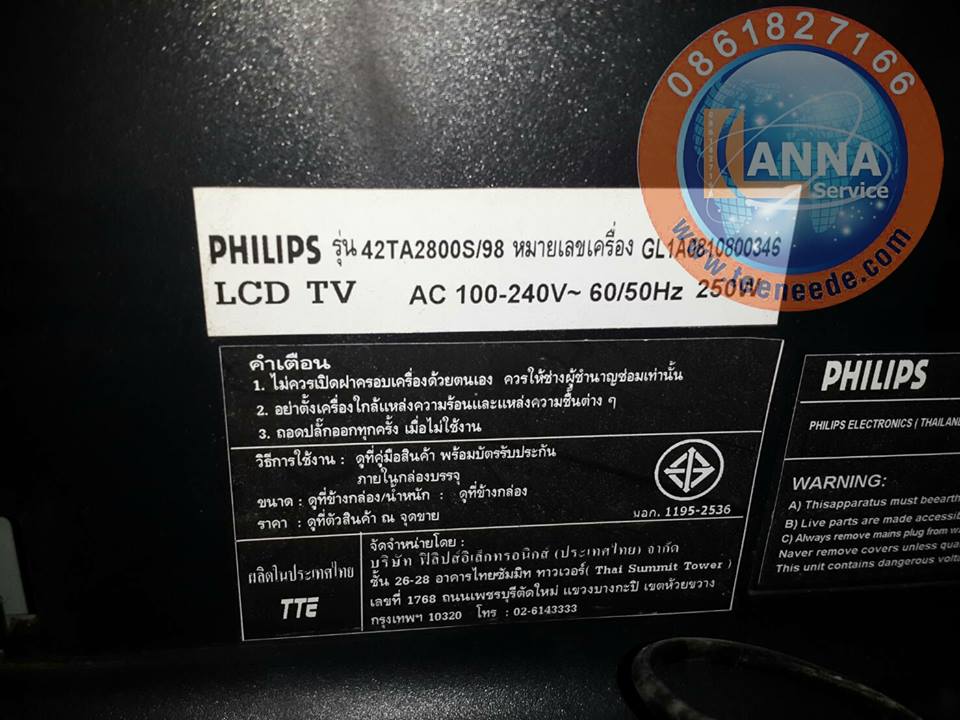 0861827166
LANNA
Service
www.teeneede.com
PHILIPS รุ่น 42TA2800S/98 หมายเลขเครื่อง GL1A0810800346
LCD TV AC 100-240V~ 60/50Hz 250W
คำเตือน
1. ไม่ควรเปิดฝาครอบเครื่องด้วยตนเอง ควรให้ช่างผู้ชำนาญซ่อมเท่านั้น
2. อย่าตั้งเครื่องใกล้แหล่งความร้อนและแหล่งความชื้นต่าง ๆ
3. ถอดปลั๊กออกทุกครั้ง เมื่อไม่ใช้งาน
วิธีการใช้งาน : ดูที่คู่มือสินค้า พร้อมบัตรรับประกัน
ภายในกล่องบรรจุ
ขนาด : ดูที่ข้างกล่อง/น้ำหนัก : ดูที่ข้างกล่อง
ราคา : ดูที่ตัวสินค้า ณ จุดขาย
มอก. 1195-2536
ผลิตในประเทศไทย
TTE
จัดจำหน่ายโดย :
บริษัท ฟิลิปส์อิเล็กทรอนิกส์ (ประเทศไทย) จำกัด
ชั้น 26-28 อาคารไทยซัมมิท ทาวเวอร์( Thai Summit Tower )
เลขที่ 1768 ถนนเพชรบุรีตัดใหม่ แขวงบางกะปิ เขตห้วยขวาง
กรุงเทพฯ 10320 โทร : 02-6143333
PHILIPS
PHILIPS ELECTRONICS ( THAILAND
WARNING:
A) Thisapparatus must beearth
B) Live parts are made accessib
C) Always remove mains plug from wa
Naver remove covers unless qua
This unit contains dangerous volta